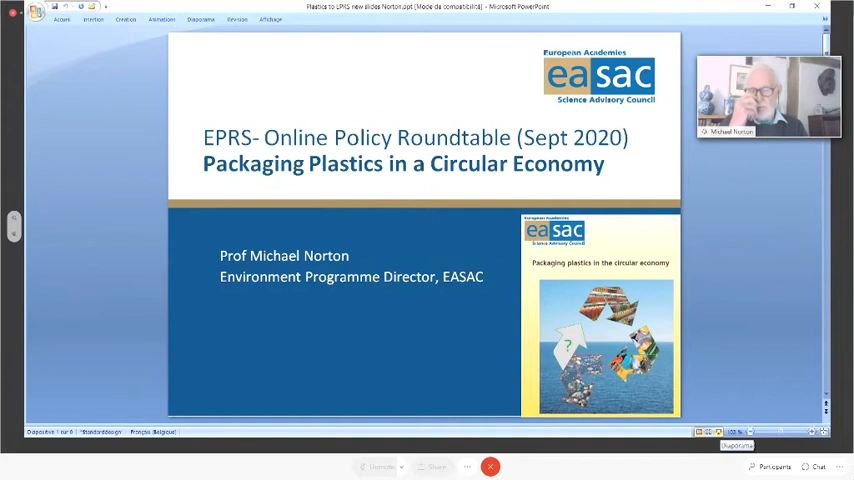 Plastics to EPRS new slides Norton.ppt [Mode de compatibilité] - Microsoft PowerPoint
Accueil Insertion Création Animations Diaporama Révision Affichage
European Academies
easac
Science Advisory Council
EPRS- Online Policy Roundtable (Sept 2020)
Packaging Plastics in a Circular Economy
Prof Michael Norton
Environment Programme Director, EASAC
European Academies
easac
Science Advisory Council
Packaging plastics in the circular economy
?
Michael Norton
Diapositive 1 sur 8 "Standarddesign" Français (Belgique)
Diaporama
Unmute
Share
Participants
Chat